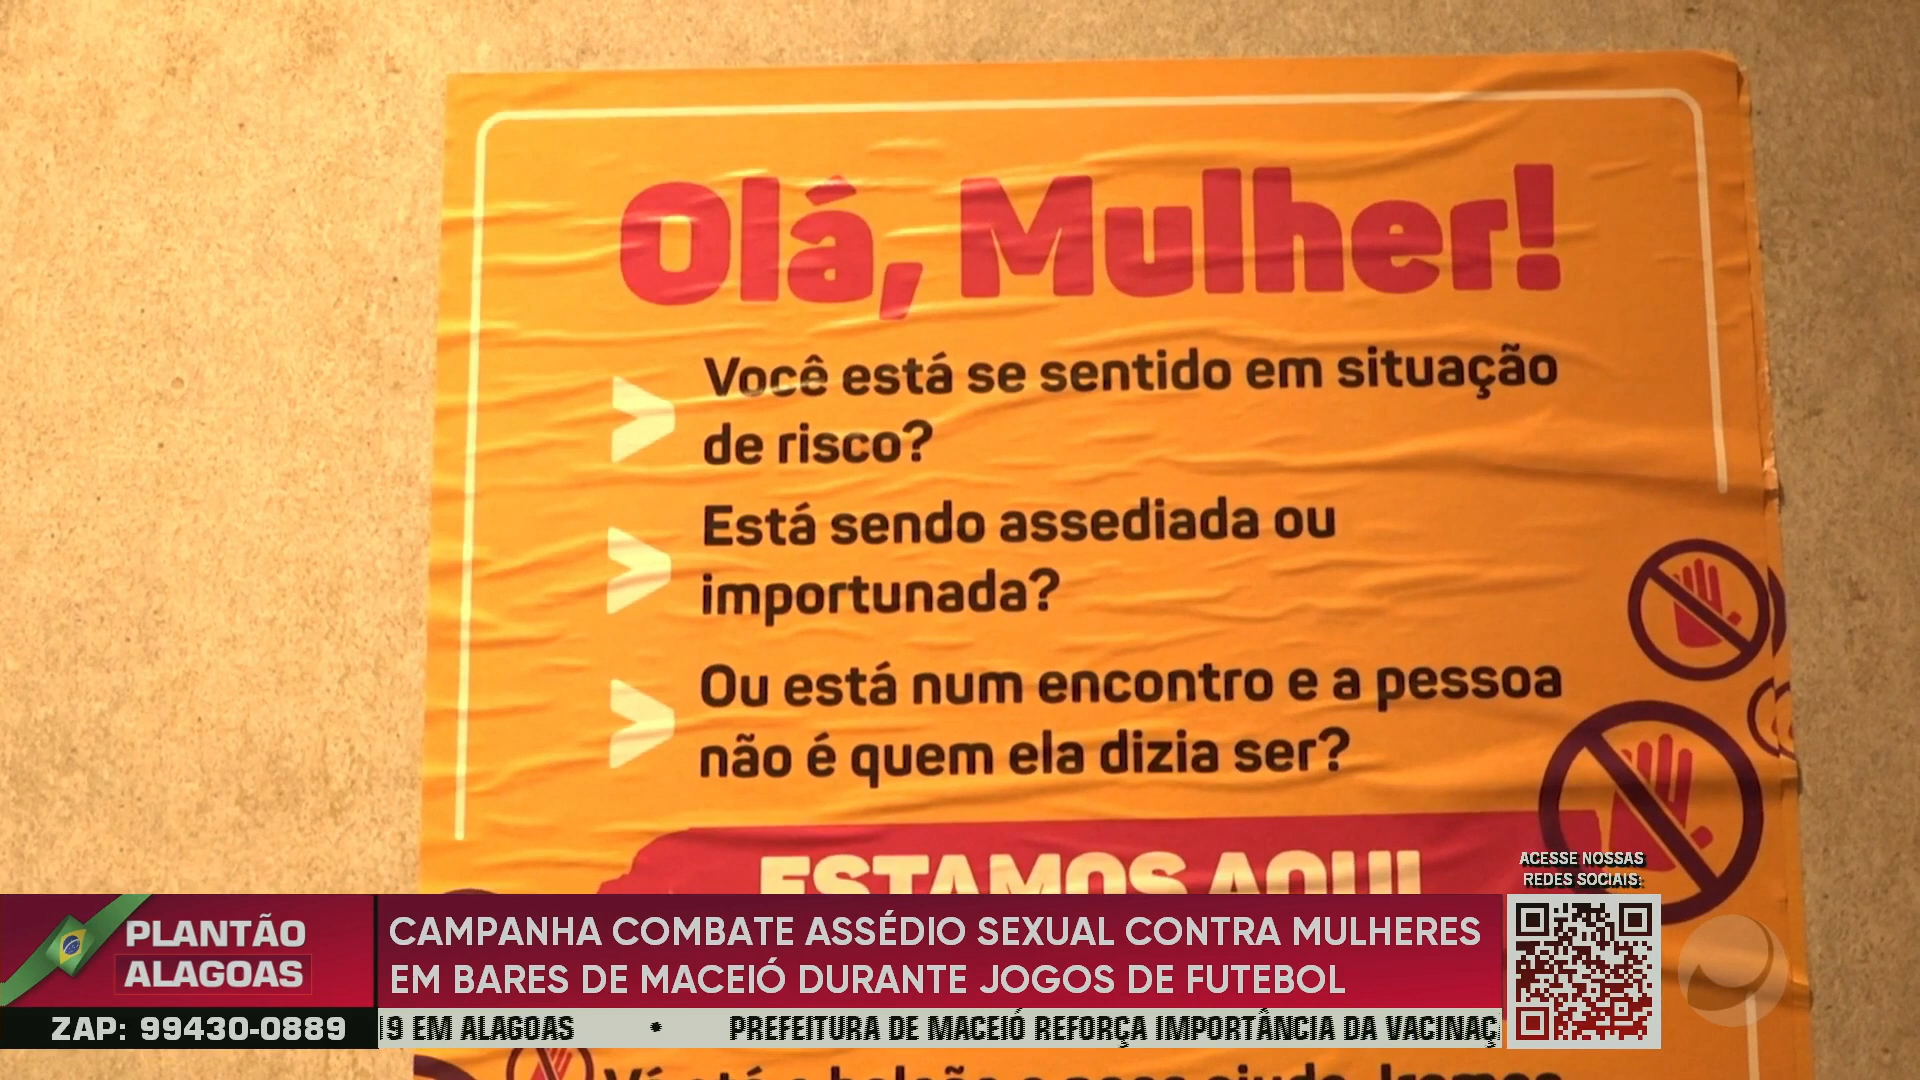 Olá, Mulher!
Você está se sentido em situação
de risco?
Está sendo assediada ou
importunada?
Ou está num encontro e a pessoa
não é quem ela dizia ser?
ESTAMOS AQUI
ACESSE NOSSAS
REDES SOCIAIS:
PLANTÃO
ALAGOAS
CAMPANHA COMBATE ASSÉDIO SEXUAL CONTRA MULHERES
EM BARES DE MACEIÓ DURANTE JOGOS DE FUTEBOL
ZAP: 99430-0889
19 EM ALAGOAS • PREFEITURA DE MACEIÓ REFORÇA IMPORTÂNCIA DA VACINAÇ